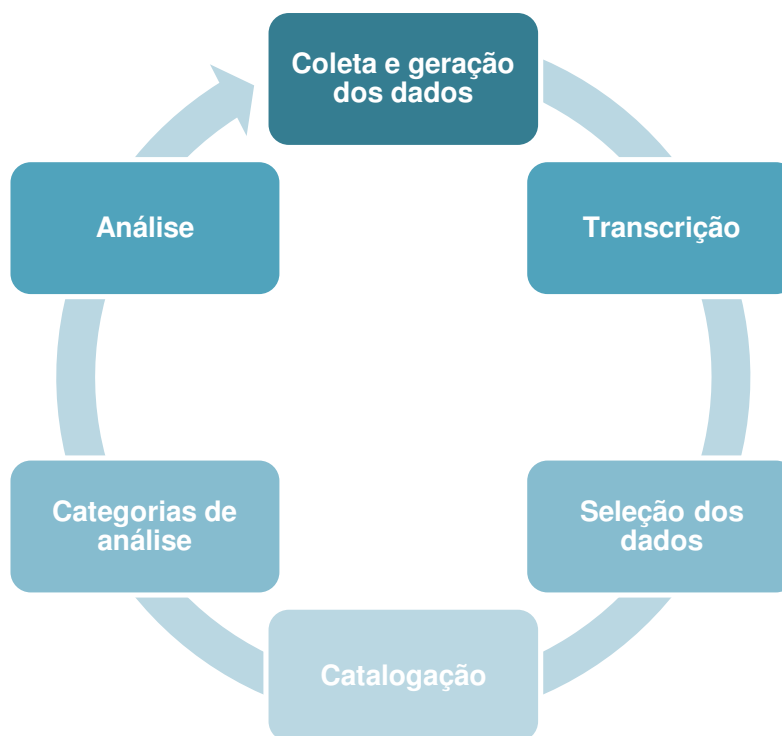 Coleta e geração
dos dados
Transcrição
Seleção dos
dados
Catalogação
Categorias de
análise
Análise